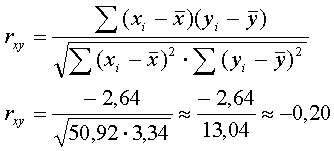 r_xy = ∑(x_i − x̅)(y_i − y̅) / √(∑(x_i − x̅)² · ∑(y_i − y̅)²)
r_xy = −2,64 / √(50,92·3,34) ≈ −2,64 / 13,04 ≈ −0,20